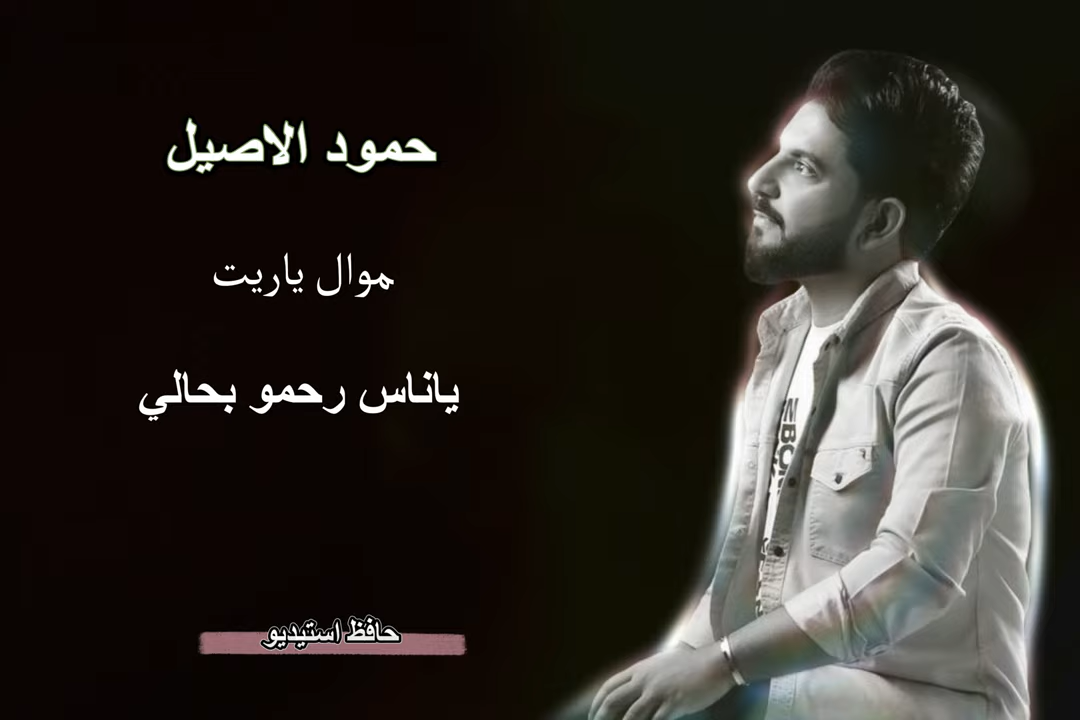 حمود الاصيل
موال ياريت
ياناس رحمو بحالي
حافظ استيديو